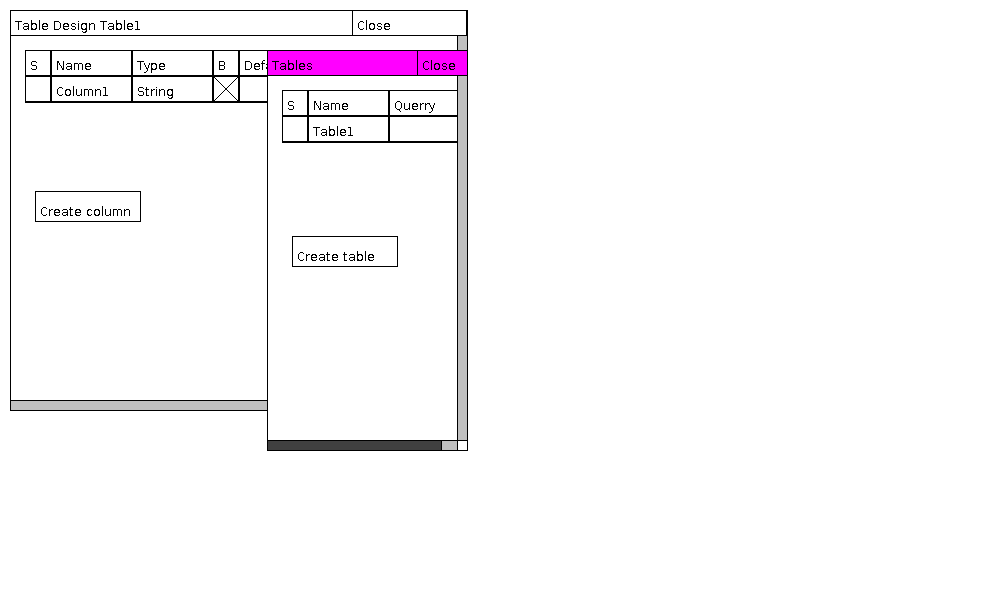 Table Design Table1 Close
S Name Type B Defa
Column1 String
Create column
Tables Close
S Name Querry
Table1
Create table